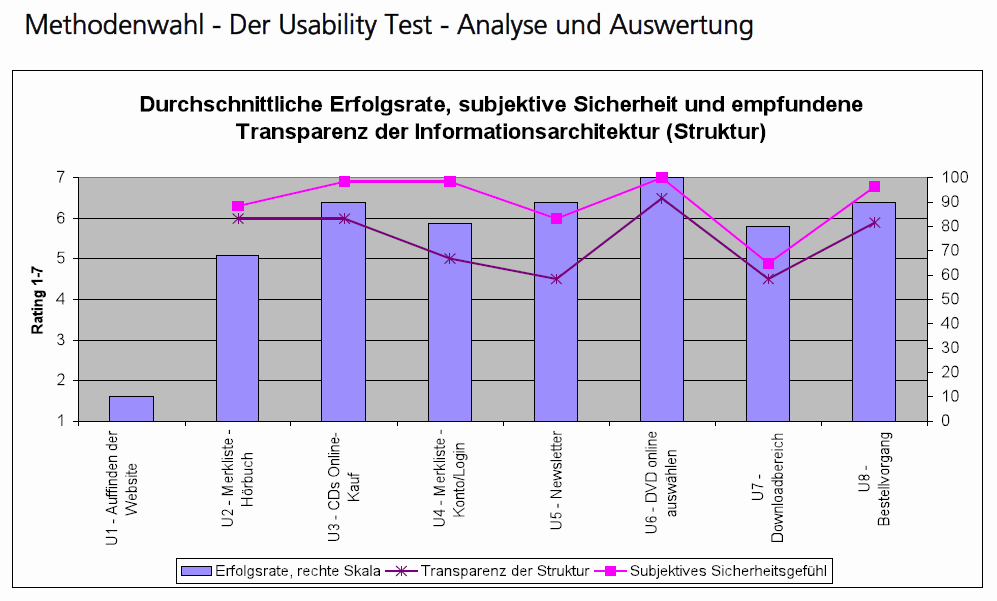 Methodenwahl - Der Usability Test - Analyse und Auswertung
Durchschnittliche Erfolgsrate, subjektive Sicherheit und empfundene
Transparenz der Informationsarchitektur (Struktur)
Rating 1-7
7
6
5
4
3
2
1
100
90
80
70
60
50
40
30
20
10
0
U1 - Auffinden der
Website
U2 - Merkliste -
Hörbuch
U3 - CDs Online-
Kauf
U4 - Merkliste -
Konto/Login
U5 - Newsletter
U6 - DVD online
auswählen
U7 -
Downloadbereich
U8 -
Bestellvorgang
Erfolgsrate, rechte Skala
Transparenz der Struktur
Subjektives Sicherheitsgefühl